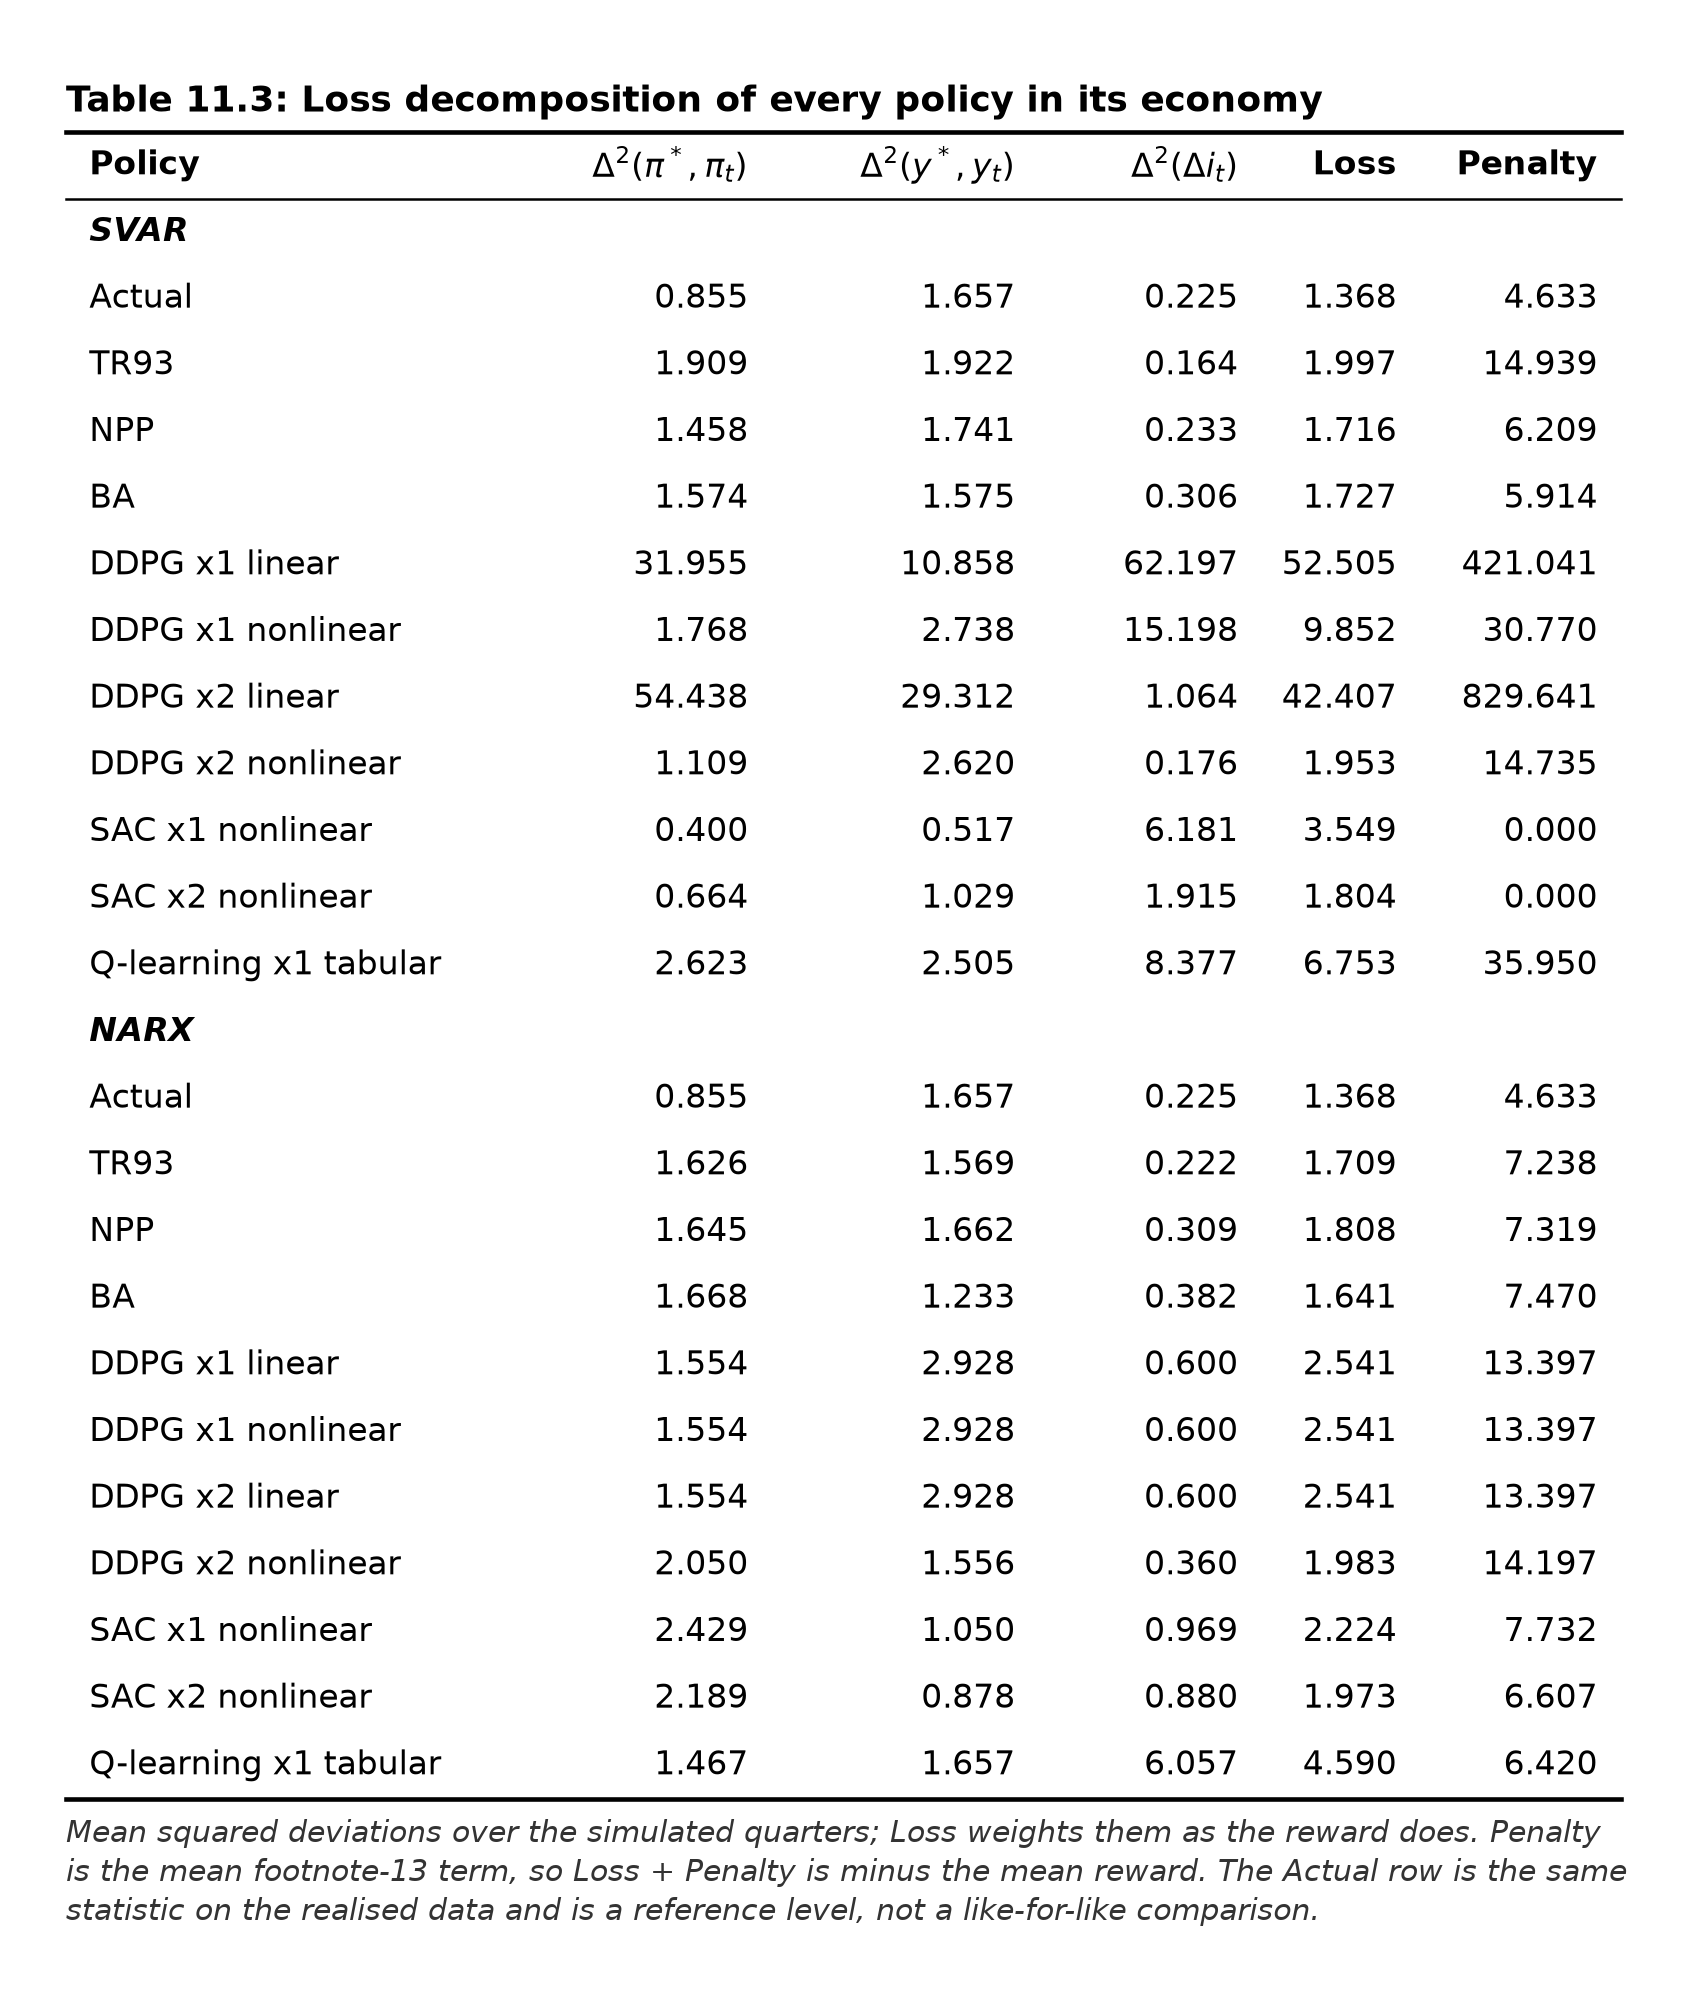 Table 11.3: Loss decomposition of every policy in its economy
Policy Δ²(π*, πₜ) Δ²(y*, yₜ) Δ²(Δiₜ) Loss Penalty
SVAR
Actual 0.855 1.657 0.225 1.368 4.633
TR93 1.909 1.922 0.164 1.997 14.939
NPP 1.458 1.741 0.233 1.716 6.209
BA 1.574 1.575 0.306 1.727 5.914
DDPG x1 linear 31.955 10.858 62.197 52.505 421.041
DDPG x1 nonlinear 1.768 2.738 15.198 9.852 30.770
DDPG x2 linear 54.438 29.312 1.064 42.407 829.641
DDPG x2 nonlinear 1.109 2.620 0.176 1.953 14.735
SAC x1 nonlinear 0.400 0.517 6.181 3.549 0.000
SAC x2 nonlinear 0.664 1.029 1.915 1.804 0.000
Q-learning x1 tabular 2.623 2.505 8.377 6.753 35.950
NARX
Actual 0.855 1.657 0.225 1.368 4.633
TR93 1.626 1.569 0.222 1.709 7.238
NPP 1.645 1.662 0.309 1.808 7.319
BA 1.668 1.233 0.382 1.641 7.470
DDPG x1 linear 1.554 2.928 0.600 2.541 13.397
DDPG x1 nonlinear 1.554 2.928 0.600 2.541 13.397
DDPG x2 linear 1.554 2.928 0.600 2.541 13.397
DDPG x2 nonlinear 2.050 1.556 0.360 1.983 14.197
SAC x1 nonlinear 2.429 1.050 0.969 2.224 7.732
SAC x2 nonlinear 2.189 0.878 0.880 1.973 6.607
Q-learning x1 tabular 1.467 1.657 6.057 4.590 6.420
Mean squared deviations over the simulated quarters; Loss weights them as the reward does. Penalty
is the mean footnote-13 term, so Loss + Penalty is minus the mean reward. The Actual row is the same
statistic on the realised data and is a reference level, not a like-for-like comparison.